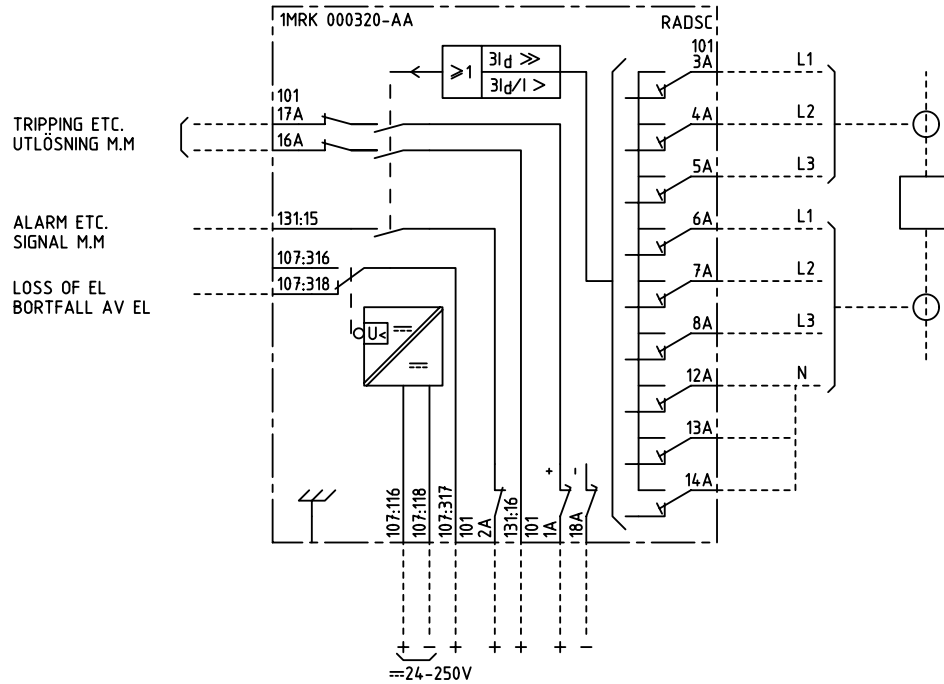 1MRK 000320-AA
RADSC
≥1
3Id >>
3Id/I >
101
3A
L1
101
17A
4A
L2
TRIPPING ETC.
UTLÖSNING M.M
16A
5A
L3
ALARM ETC.
SIGNAL M.M
131:15
6A
L1
107:316
7A
L2
LOSS OF EL
BORTFALL AV EL
107:318
U<
8A
L3
12A
N
13A
14A
+ -
107:116
107:118
107:317
101
2A
131:16
101
1A
18A
+ - + + + -
24-250V